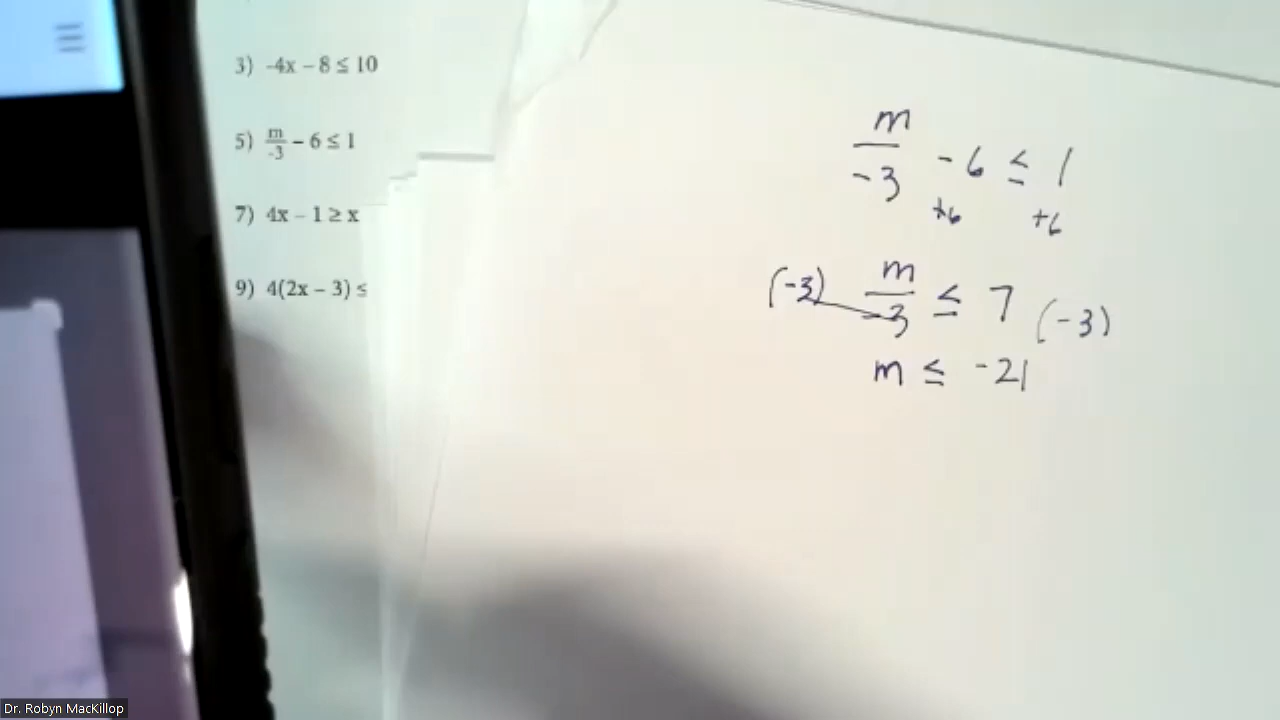 3) -4x – 8 ≤ 10
5) m/-3 – 6 ≤ 1
7) 4x – 1 ≥ x
9) 4(2x – 3) ≤
m/-3 - 6 ≤ 1
+6 +6
(-3) m/-3 ≤ 7 (-3)
m ≤ -21
Dr. Robyn MacKillop